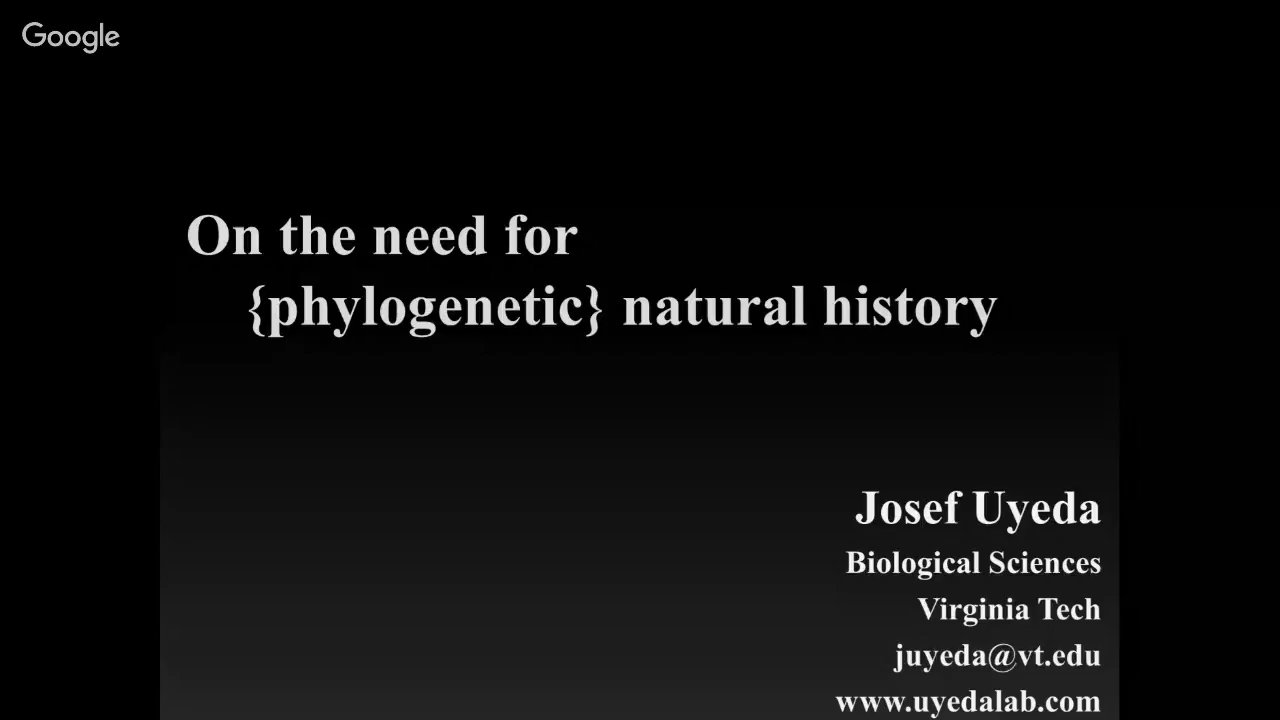 Google
On the need for
{phylogenetic} natural history
Josef Uyeda
Biological Sciences
Virginia Tech
juyeda@vt.edu
www.uyedalab.com